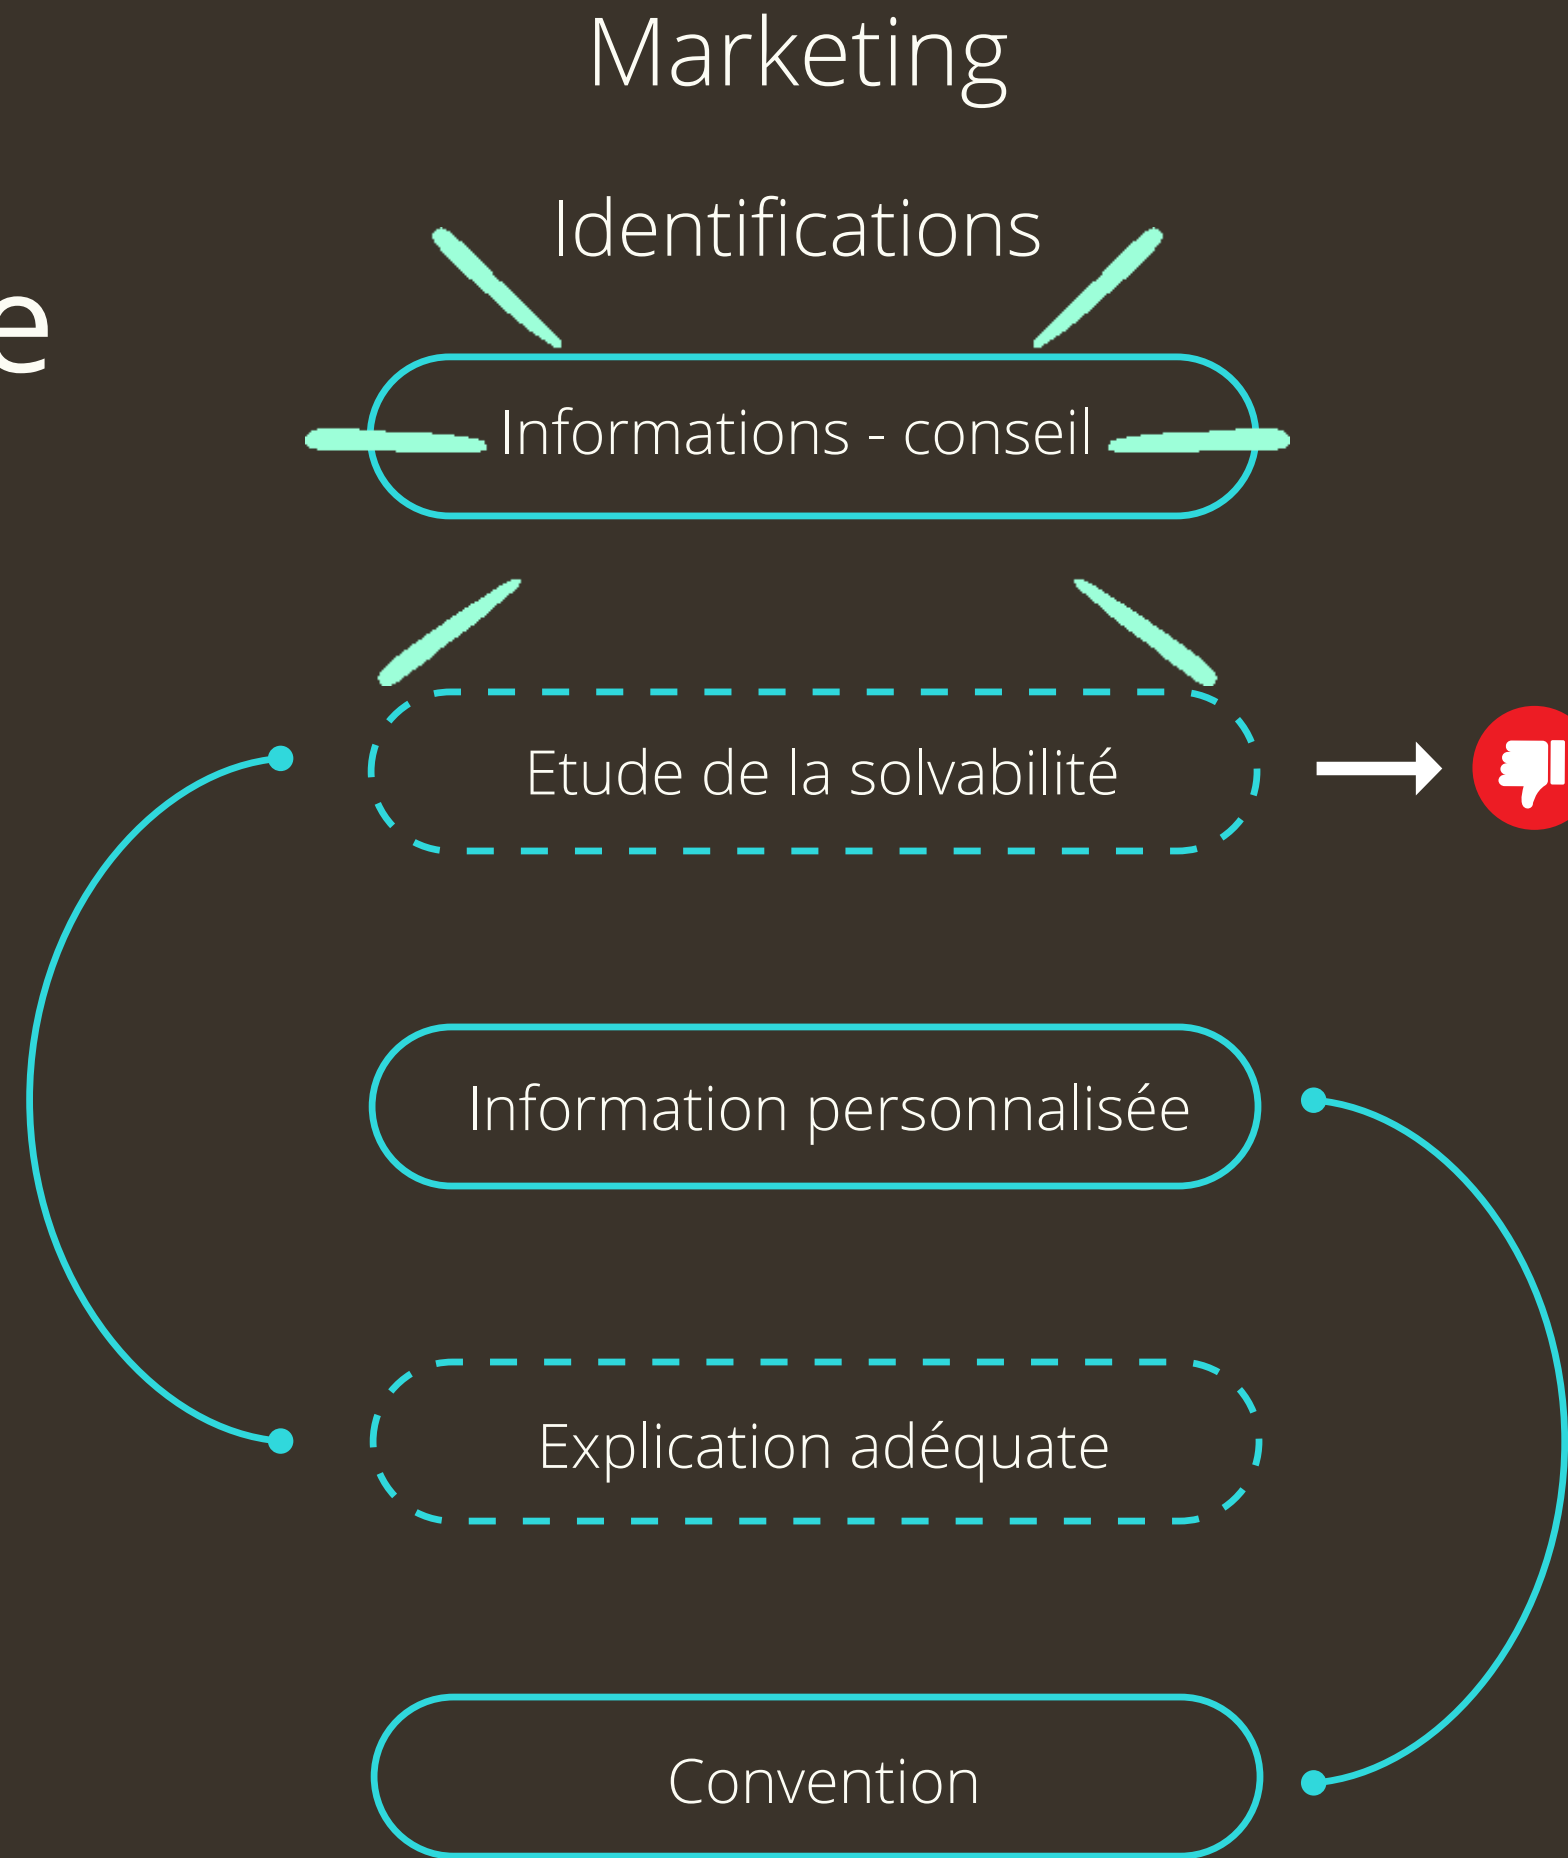 Marketing
Identifications
e
Informations - conseil
Etude de la solvabilité
Information personnalisée
Explication adéquate
Convention